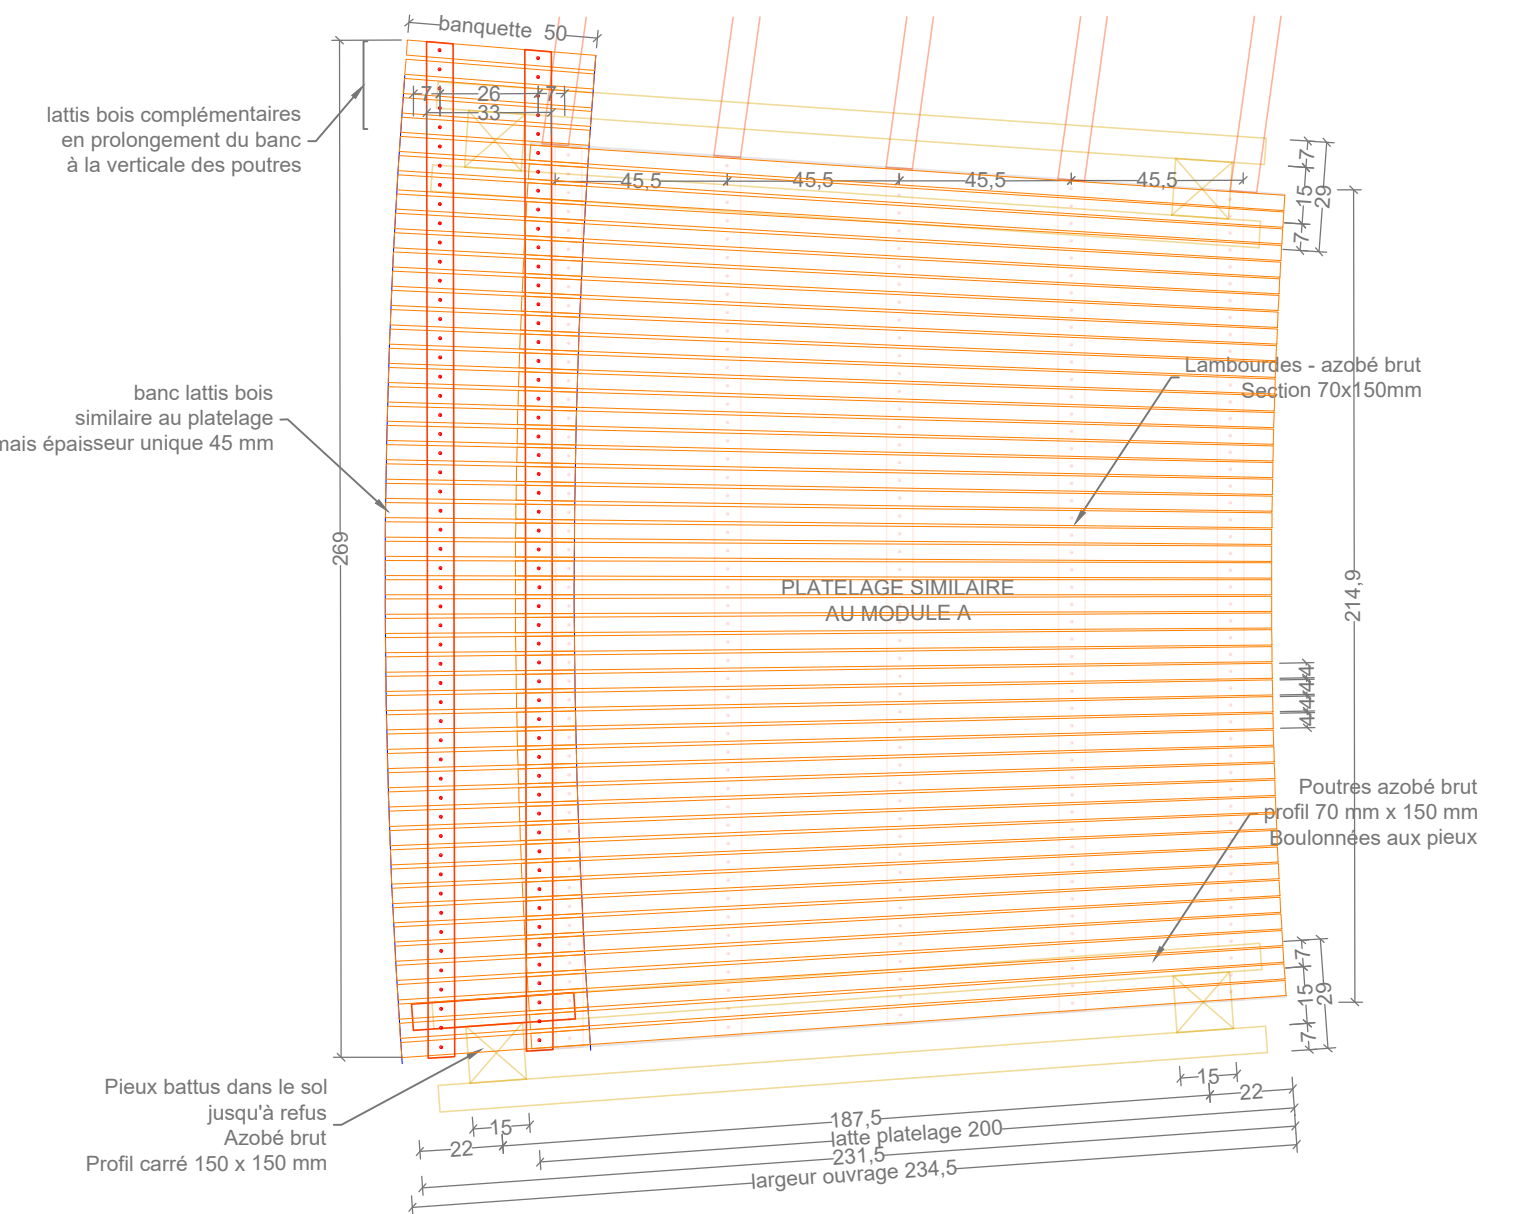 banquette 50
lattis bois complémentaires
en prolongement du banc
à la verticale des poutres
7 26 7
33
45,5 45,5 45,5 45,5
7
15
29
7
banc lattis bois
similaire au platelage
mais épaisseur unique 45 mm
Lambourdes - azobé brut
Section 70x150mm
269
214,9
PLATELAGE SIMILAIRE
AU MODULE A
4
4
4
4
Poutres azobé brut
profil 70 mm x 150 mm
Boulonnées aux pieux
7
15
29
7
Pieux battus dans le sol
jusqu'à refus
Azobé brut
Profil carré 150 x 150 mm
15
22
15
22
187,5
latte platelage 200
231,5
largeur ouvrage 234,5